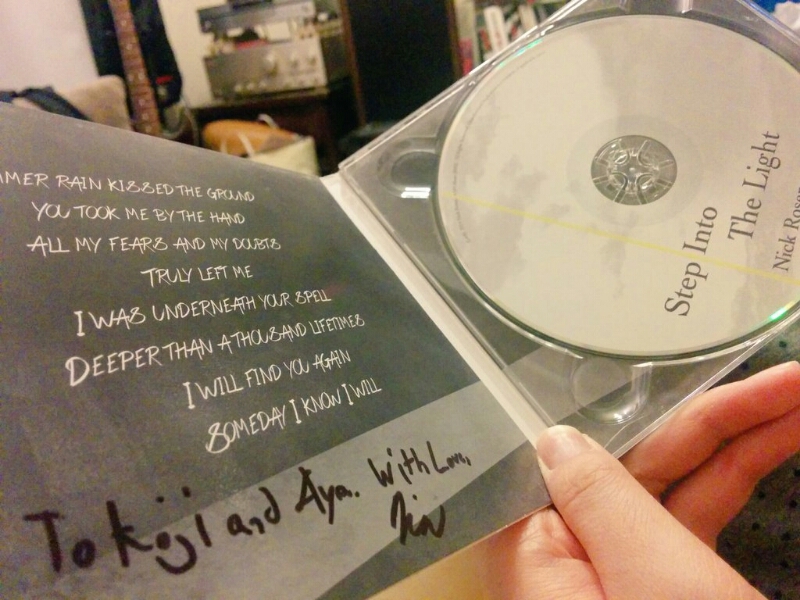 MER RAIN KISSED THE GROUND
YOU TOOK ME BY THE HAND
ALL MY FEARS AND MY DOUBTS
TRULY LEFT ME
I WAS UNDERNEATH YOUR SPELL
DEEPER THAN A THOUSAND LIFETIMES
I WILL FIND YOU AGAIN
SOMEDAY I KNOW I WILL
To Koji and Aya. With Love,
Step Into
The Light
Nick Rosen